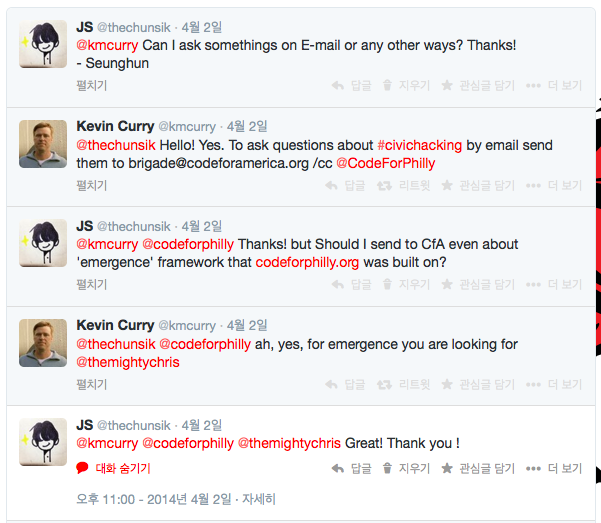 JS @thechunsik · 4월 2일
@kmcurry Can I ask somethings on E-mail or any other ways? Thanks!
- Seunghun
펼치기 답글 지우기 관심글 담기 더 보기
Kevin Curry @kmcurry · 4월 2일
@thechunsik Hello! Yes. To ask questions about #civichacking by email send
them to brigade@codeforamerica.org /cc @CodeForPhilly
펼치기 답글 리트윗 관심글 담기 더 보기
JS @thechunsik · 4월 2일
@kmcurry @codeforphilly Thanks! but Should I send to CfA even about
'emergence' framework that codeforphilly.org was built on?
펼치기 답글 지우기 관심글 담기 더 보기
Kevin Curry @kmcurry · 4월 2일
@thechunsik @codeforphilly ah, yes, for emergence you are looking for
@themightychris
펼치기 답글 리트윗 관심글 담기 더 보기
JS @thechunsik · 4월 2일
@kmcurry @codeforphilly @themightychris Great! Thank you !
대화 숨기기 답글 지우기 관심글 담기 더 보기
오후 11:00 - 2014년 4월 2일 · 자세히